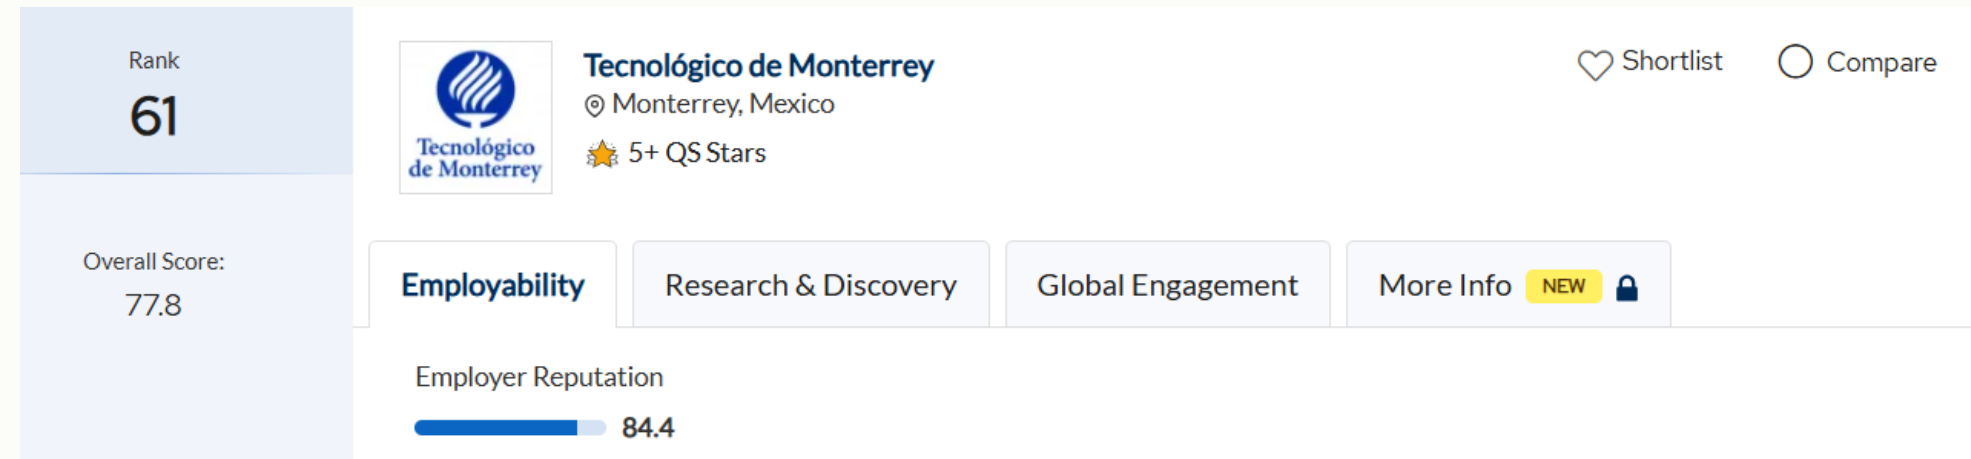 Rank
61
Overall Score:
77.8
Tecnológico
de Monterrey
Tecnológico de Monterrey
Monterrey, Mexico
5+ QS Stars
Shortlist
Compare
Employability
Research & Discovery
Global Engagement
More Info NEW
Employer Reputation
84.4